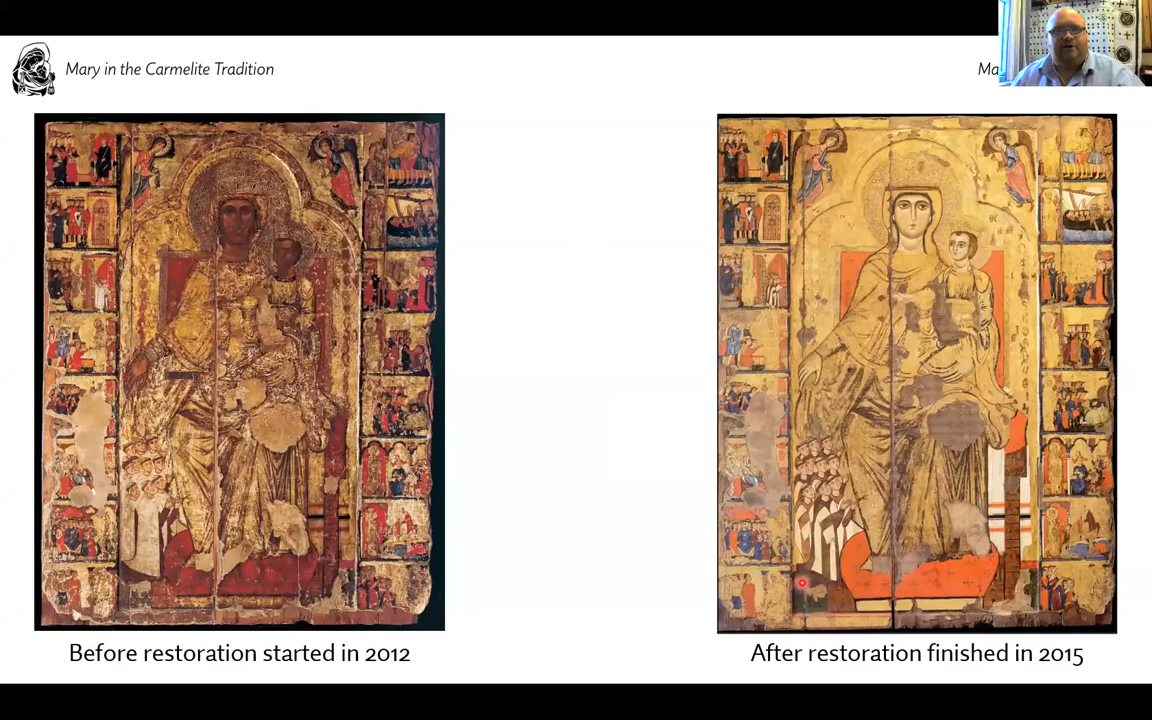 Mary in the Carmelite Tradition
Before restoration started in 2012
After restoration finished in 2015